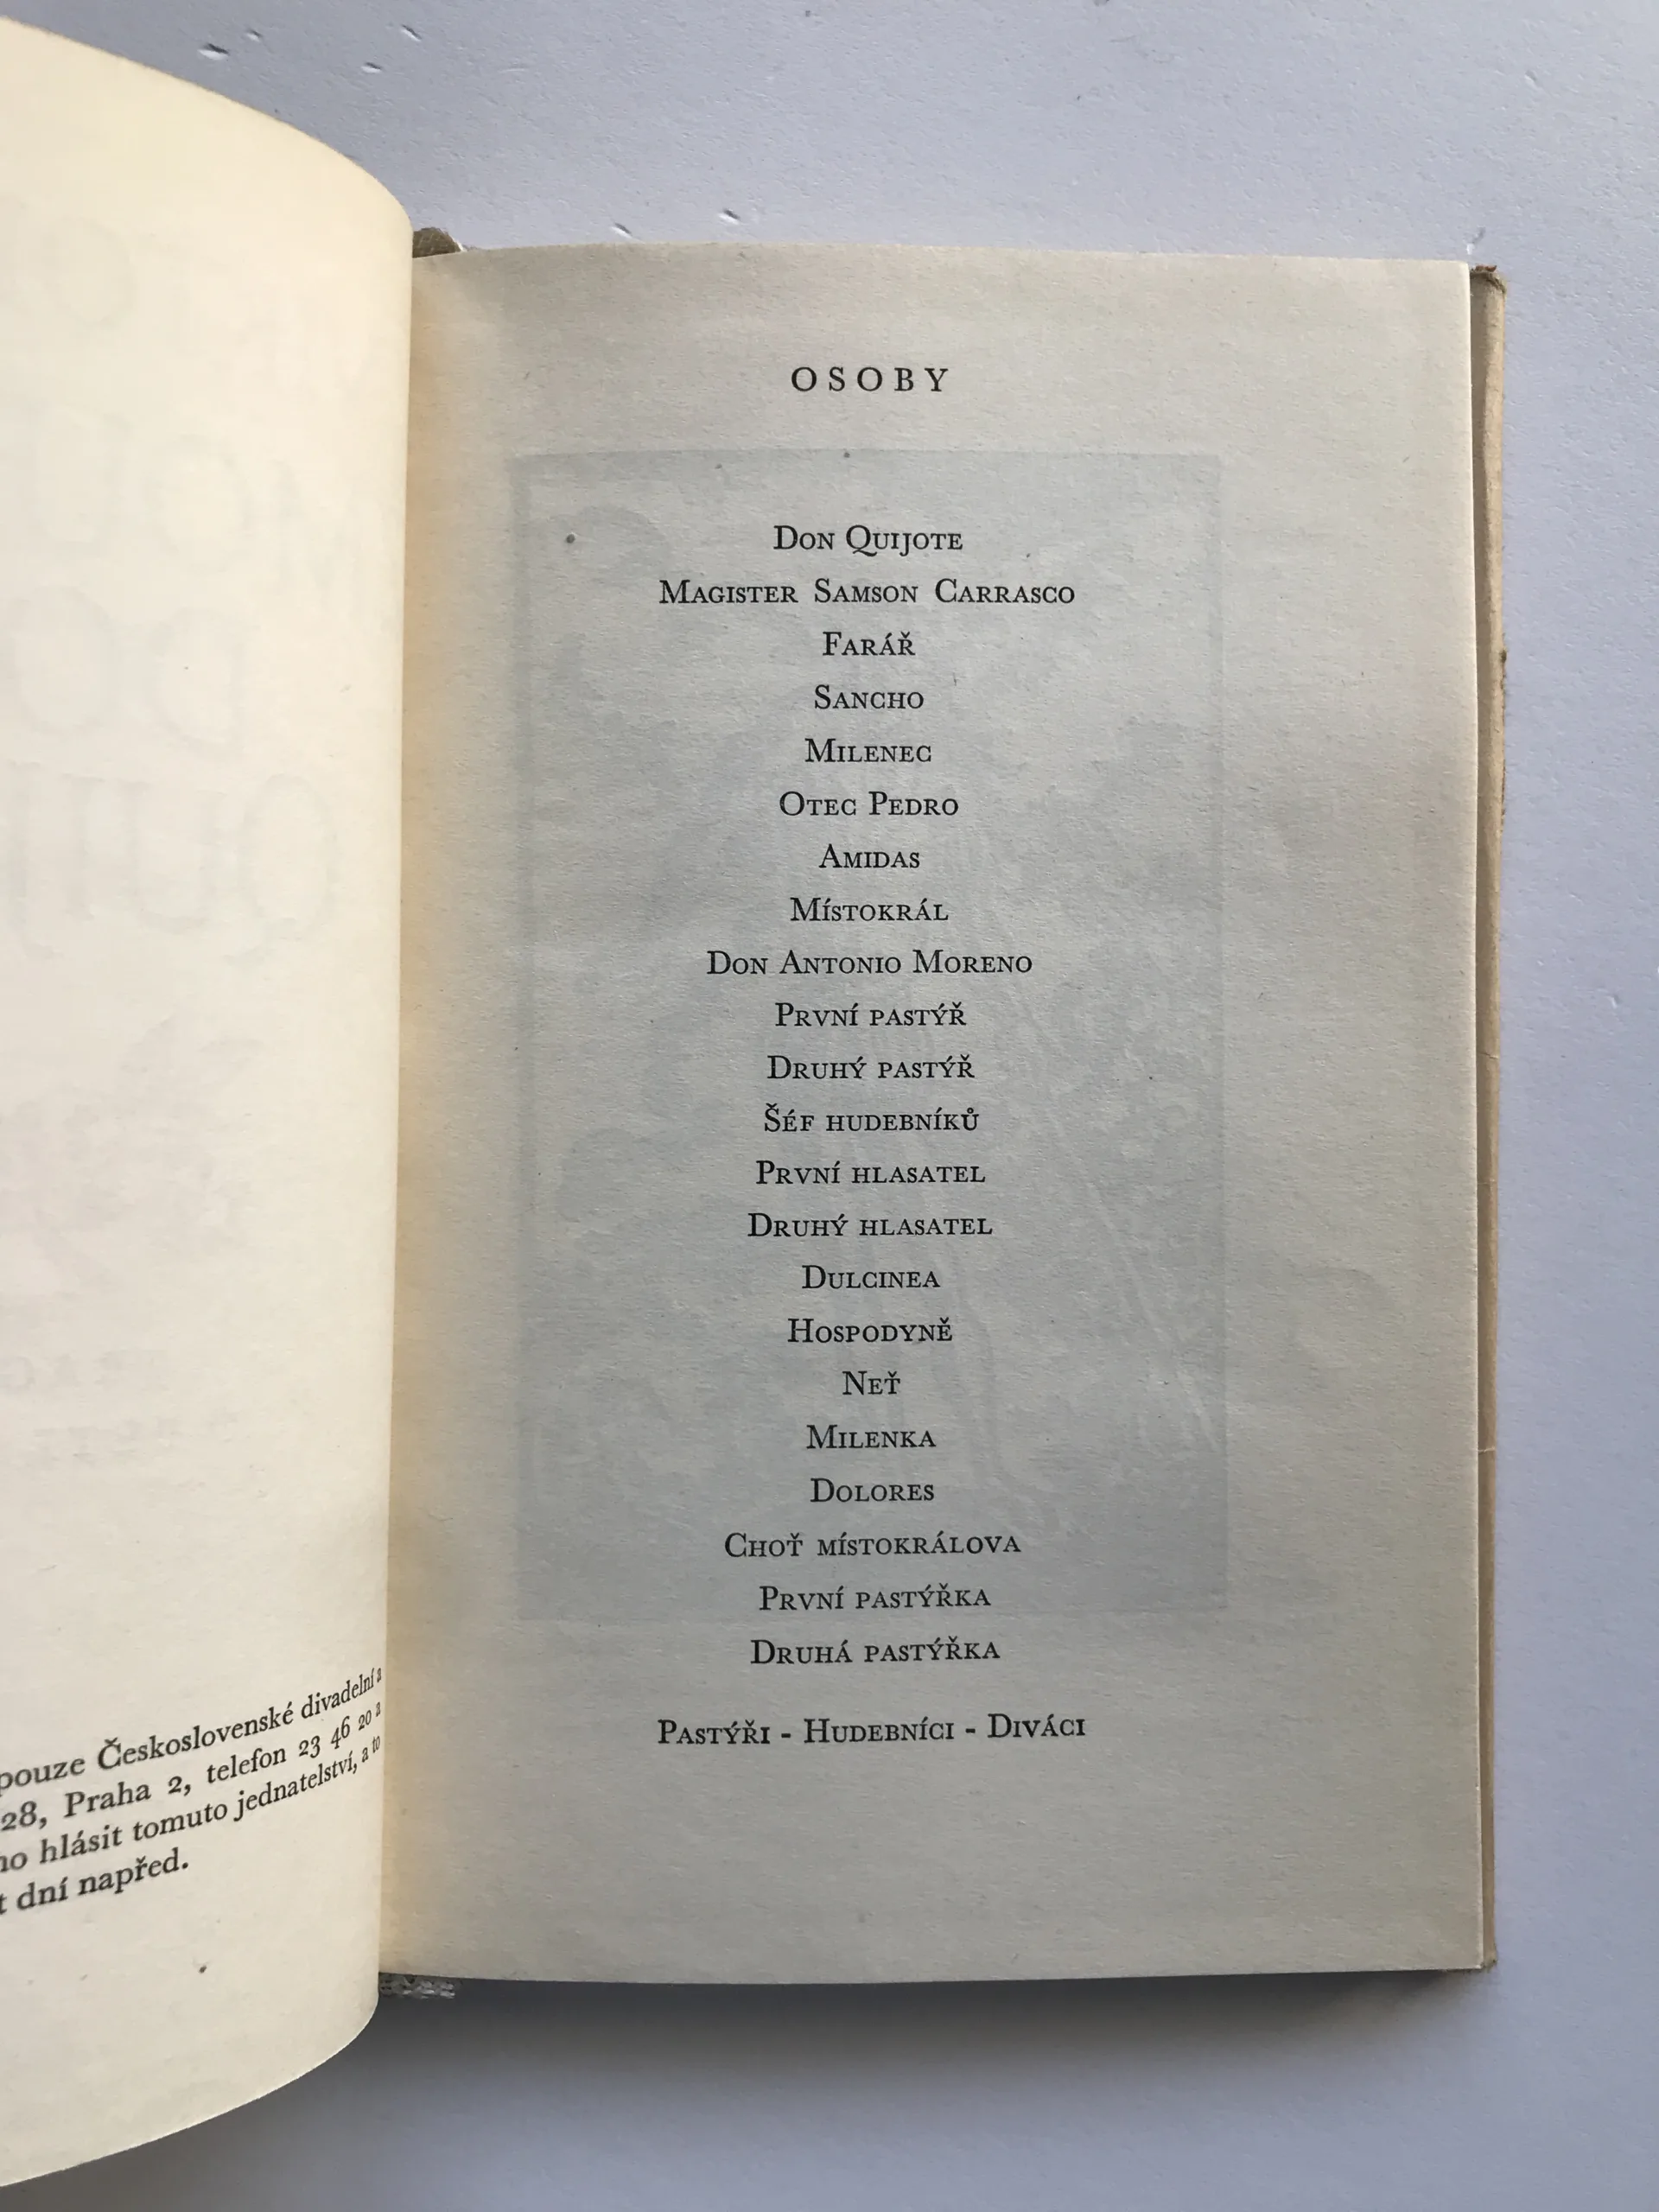 pouze Československé divadelní a
28, Praha 2, telefon 23 46 20 a
hlásit tomuto jednatelství, a to
dní napřed.
OSOBY
Don Quijote
Magister Samson Carrasco
Farář
Sancho
Milenec
Otec Pedro
Amidas
Místokrál
Don Antonio Moreno
První pastýř
Druhý pastýř
Šéf hudebníků
První hlasatel
Druhý hlasatel
Dulcinea
Hospodyně
Neť
Milenka
Dolores
Choť místokrálova
První pastýřka
Druhá pastýřka
Pastýři - Hudebníci - Diváci